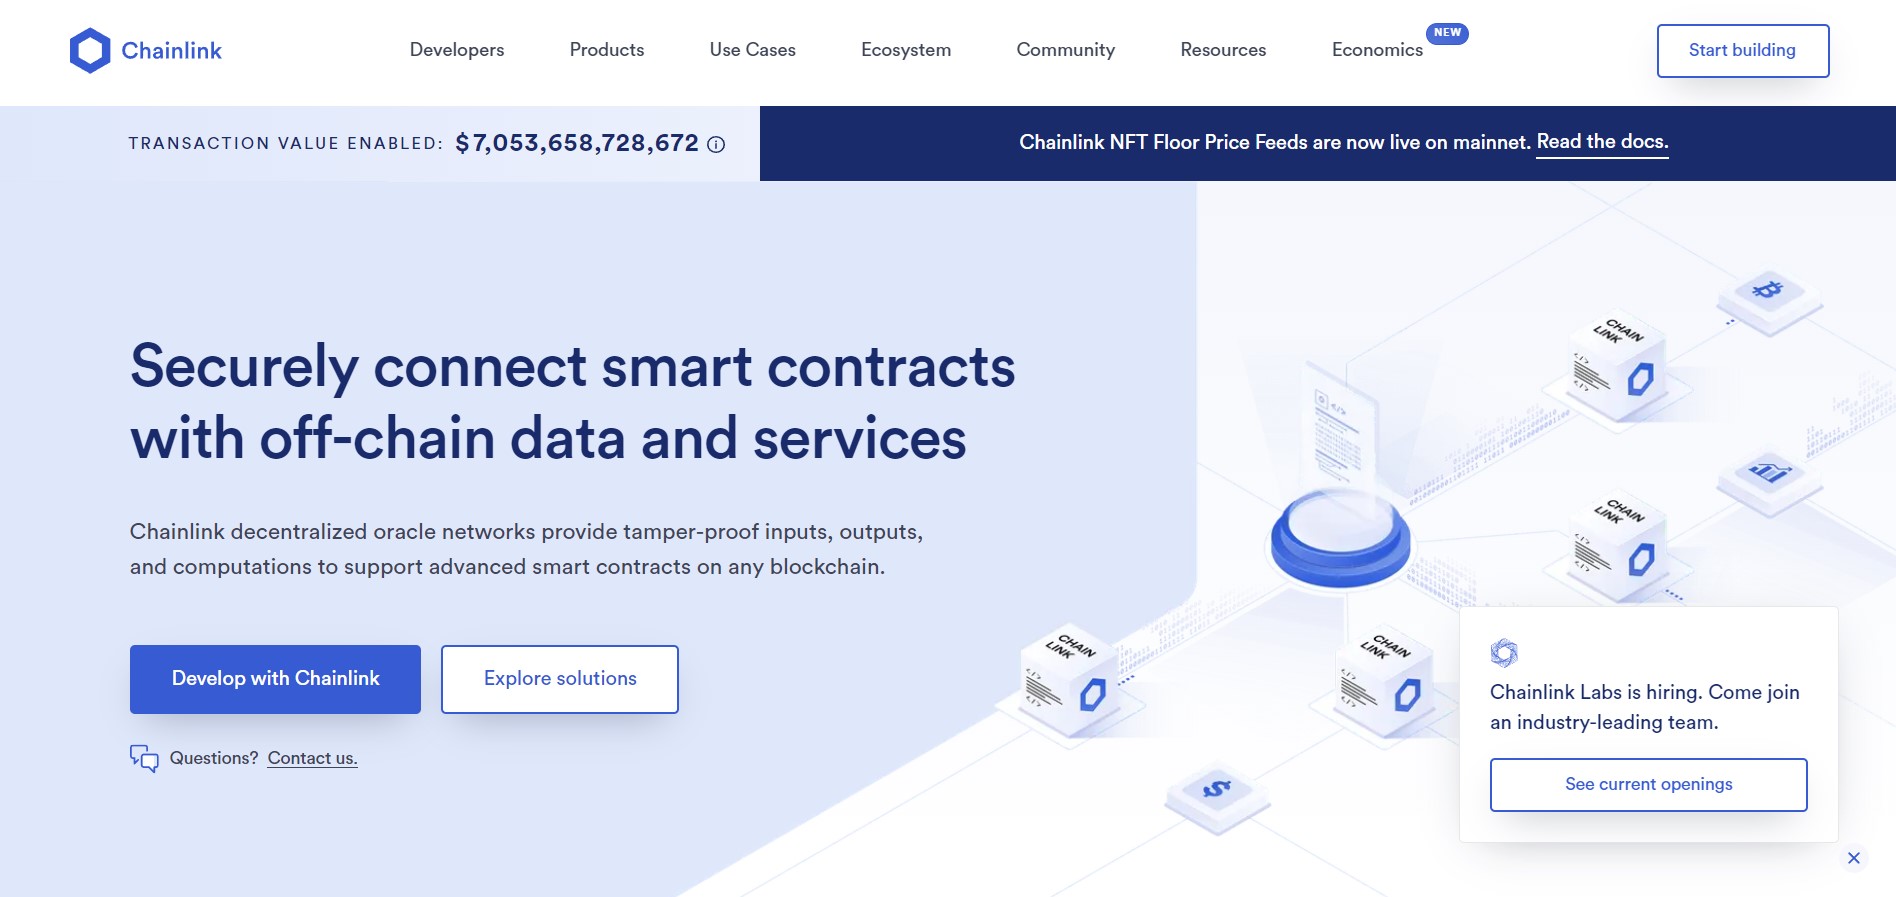 Chainlink
Developers
Products
Use Cases
Ecosystem
Community
Resources
Economics
NEW
Start building
TRANSACTION VALUE ENABLED: $7,053,658,728,672
Chainlink NFT Floor Price Feeds are now live on mainnet. Read the docs.
Securely connect smart contracts
with off-chain data and services
Chainlink decentralized oracle networks provide tamper-proof inputs, outputs,
and computations to support advanced smart contracts on any blockchain.
Develop with Chainlink
Explore solutions
Questions? Contact us.
CHAIN
LINK
</>
</>
CHAIN
LINK
</>
</>
CHAIN
LINK
</>
</>
CHAIN
LINK
</>
</>
$
Chainlink Labs is hiring. Come join
an industry-leading team.
See current openings